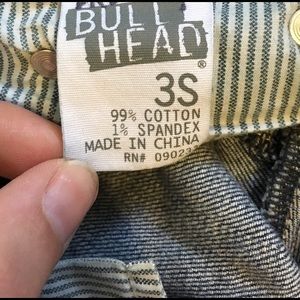 BULL
HEAD®
3S
99% COTTON
1% SPANDEX
MADE IN CHINA
RN# 09023